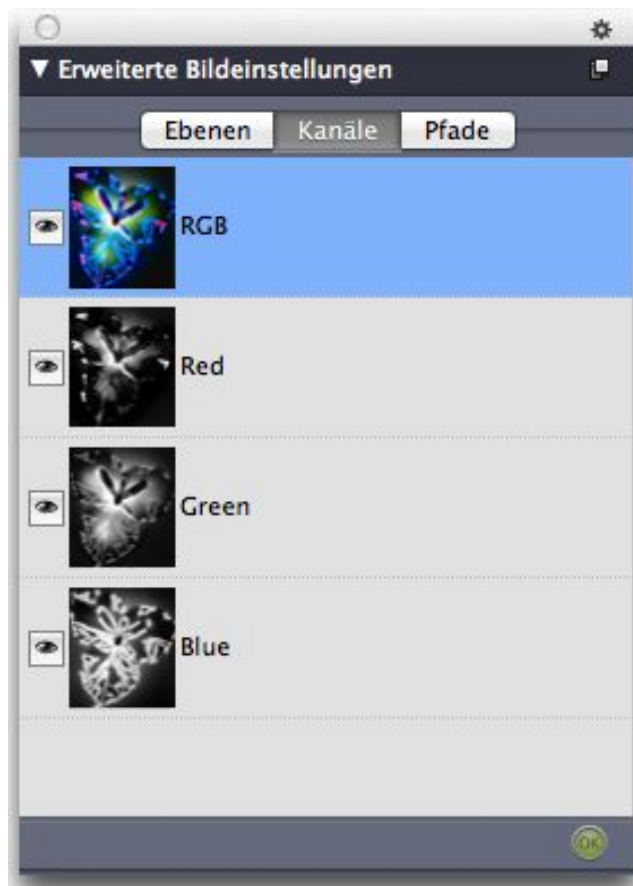 Erweiterte Bildeinstellungen
Ebenen Kanäle Pfade
RGB
Red
Green
Blue
OK